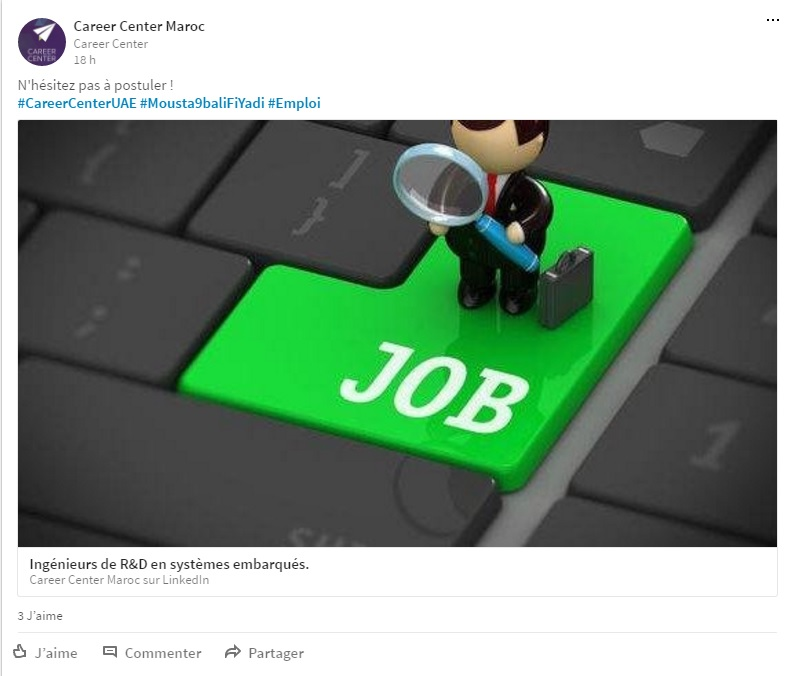 Career Center Maroc
Career Center
18 h
N'hésitez pas à postuler !
#CareerCenterUAE #Mousta9baliFiYadi #Emploi
CAREER
CENTER
]
}
JOB
1
Ingénieurs de R&D en systèmes embarqués.
Career Center Maroc sur LinkedIn
3 J'aime
J'aime
Commenter
Partager